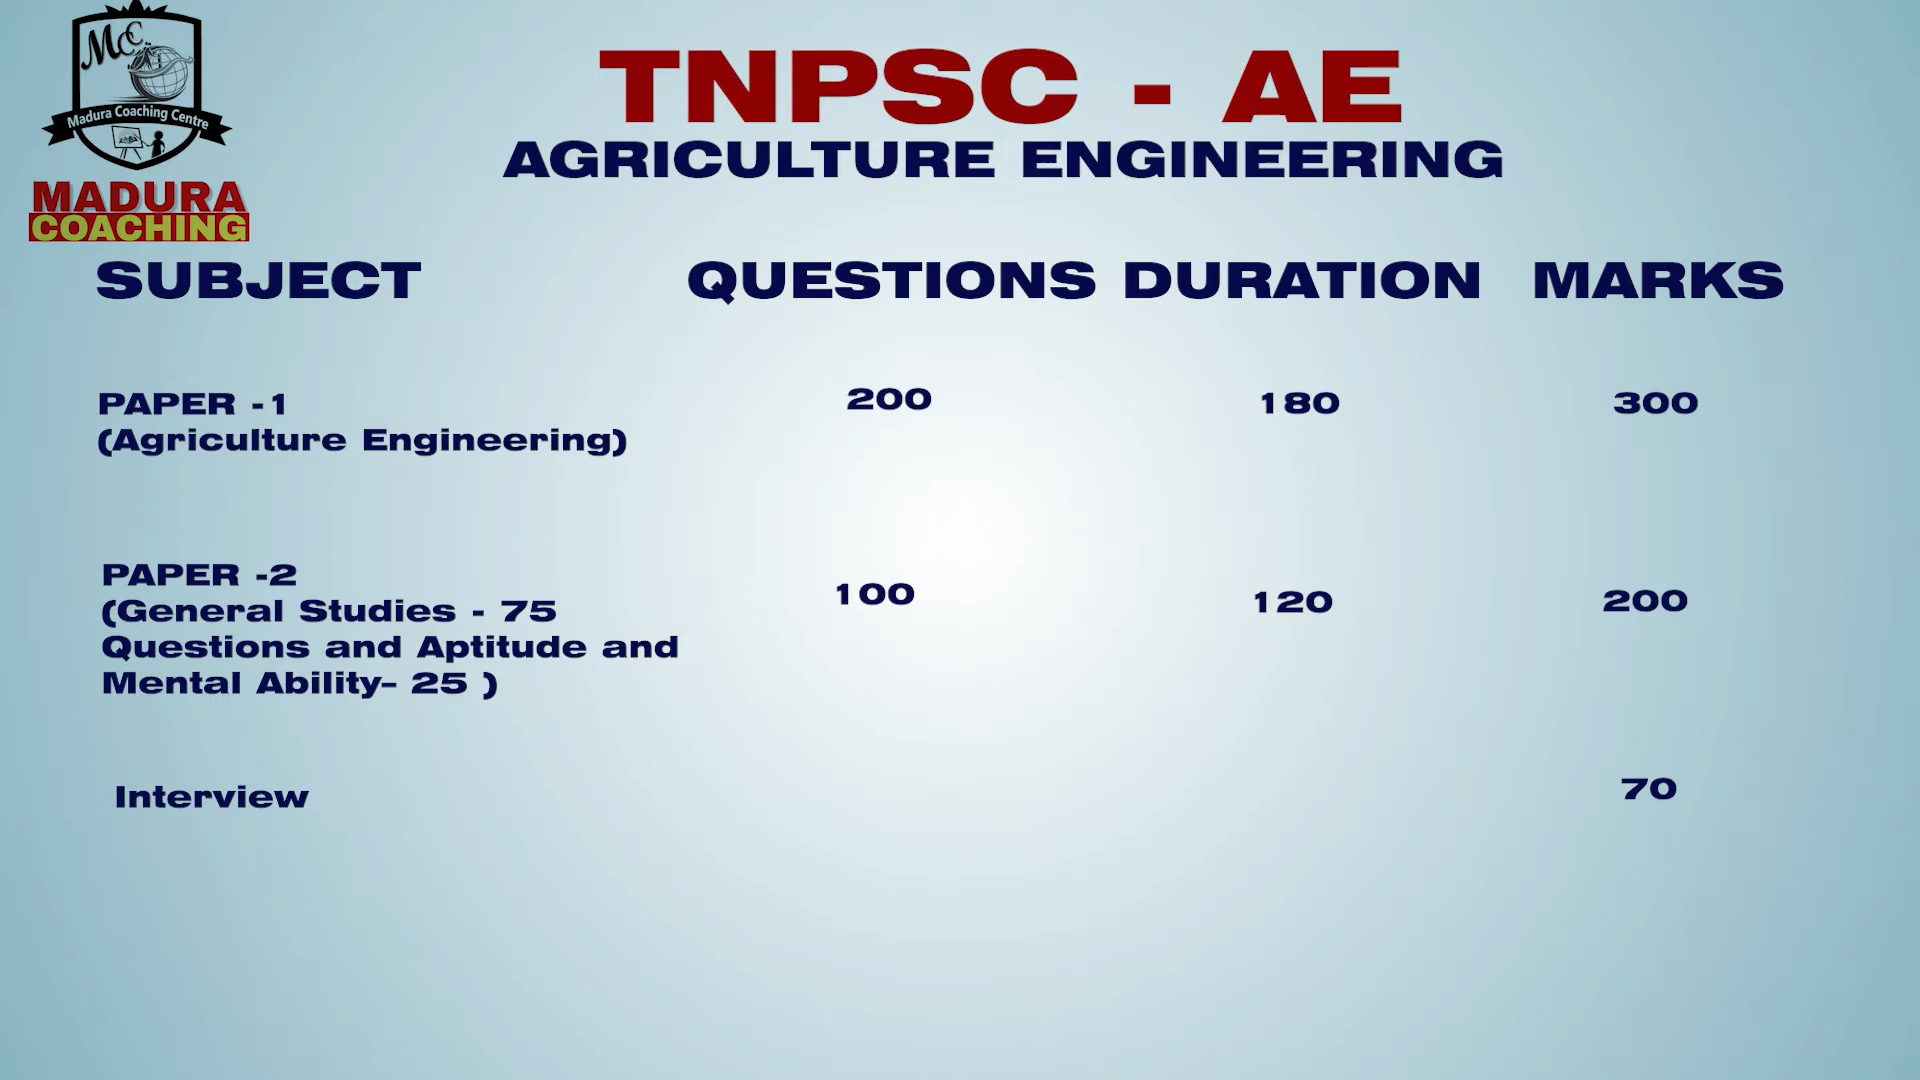 MCC
Madura Coaching Centre
MADURA
COACHING
TNPSC - AE
AGRICULTURE ENGINEERING
SUBJECT QUESTIONS DURATION MARKS
PAPER -1 200 180 300
(Agriculture Engineering)
PAPER -2 100 120 200
(General Studies - 75
Questions and Aptitude and
Mental Ability- 25 )
Interview 70